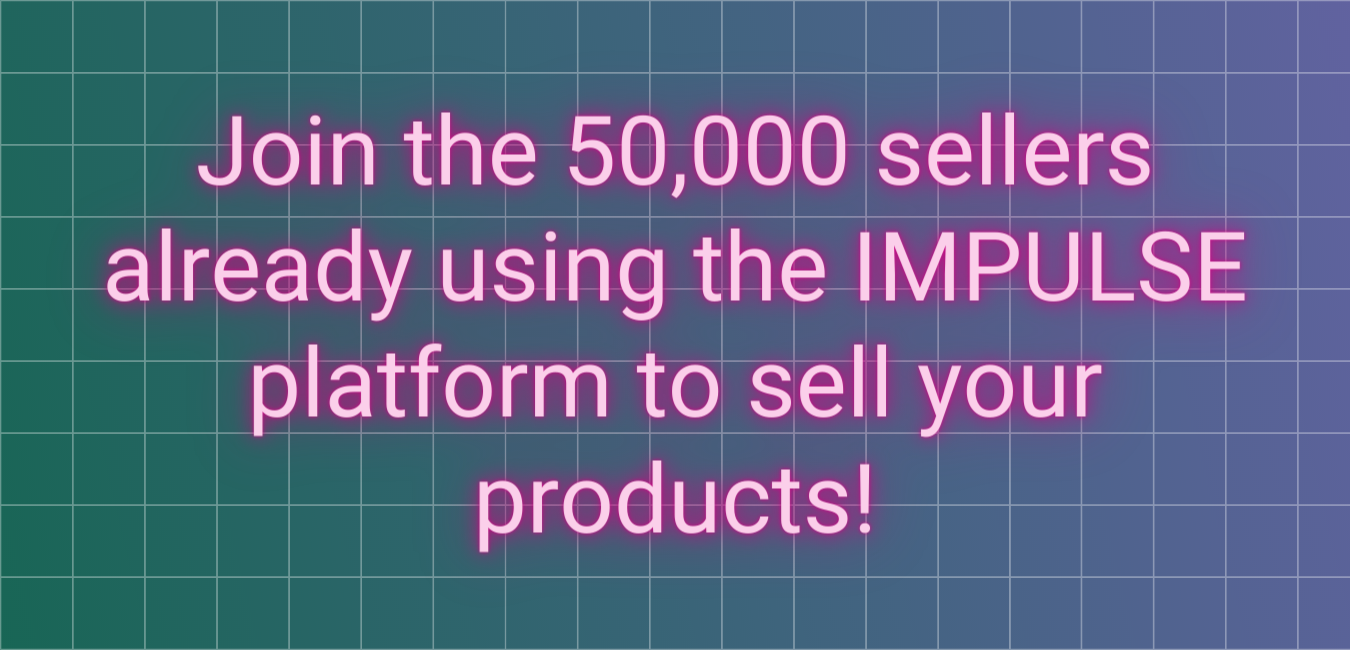 Join the 50,000 sellers
already using the IMPULSE
platform to sell your
products!